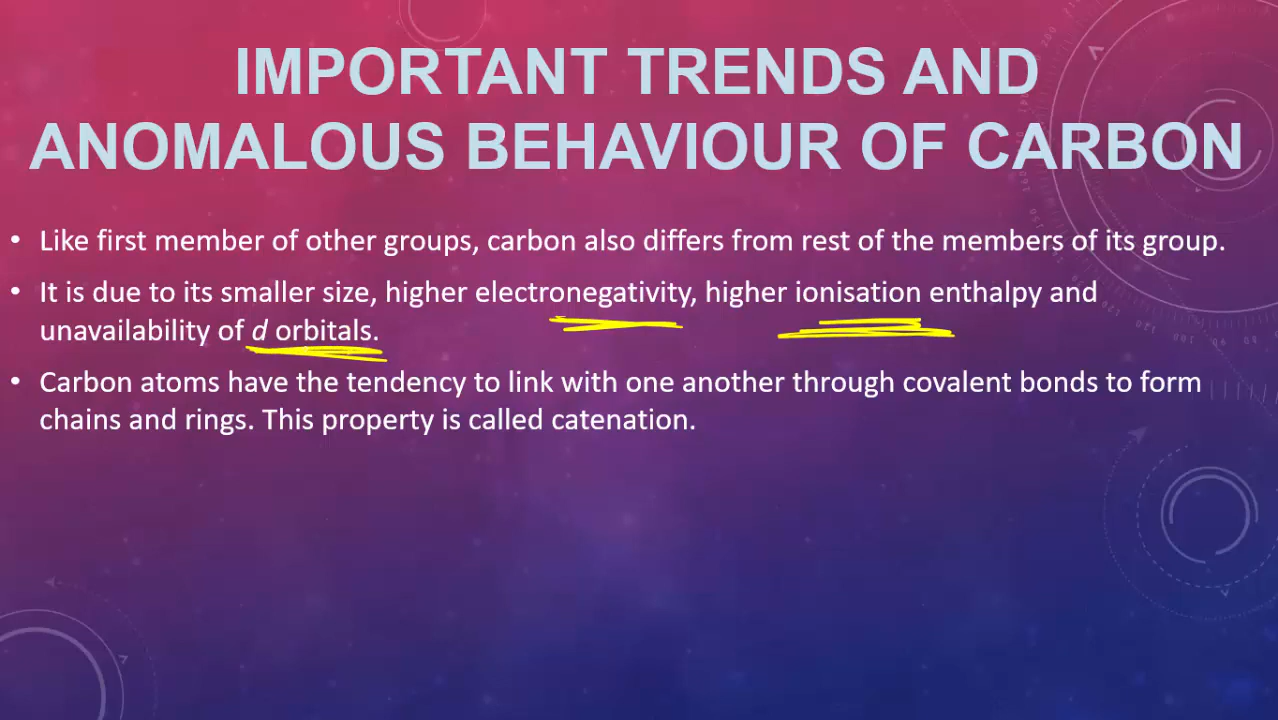 IMPORTANT TRENDS AND
ANOMALOUS BEHAVIOUR OF CARBON
• Like first member of other groups, carbon also differs from rest of the members of its group.
• It is due to its smaller size, higher electronegativity, higher ionisation enthalpy and
unavailability of d orbitals.
• Carbon atoms have the tendency to link with one another through covalent bonds to form
chains and rings. This property is called catenation.